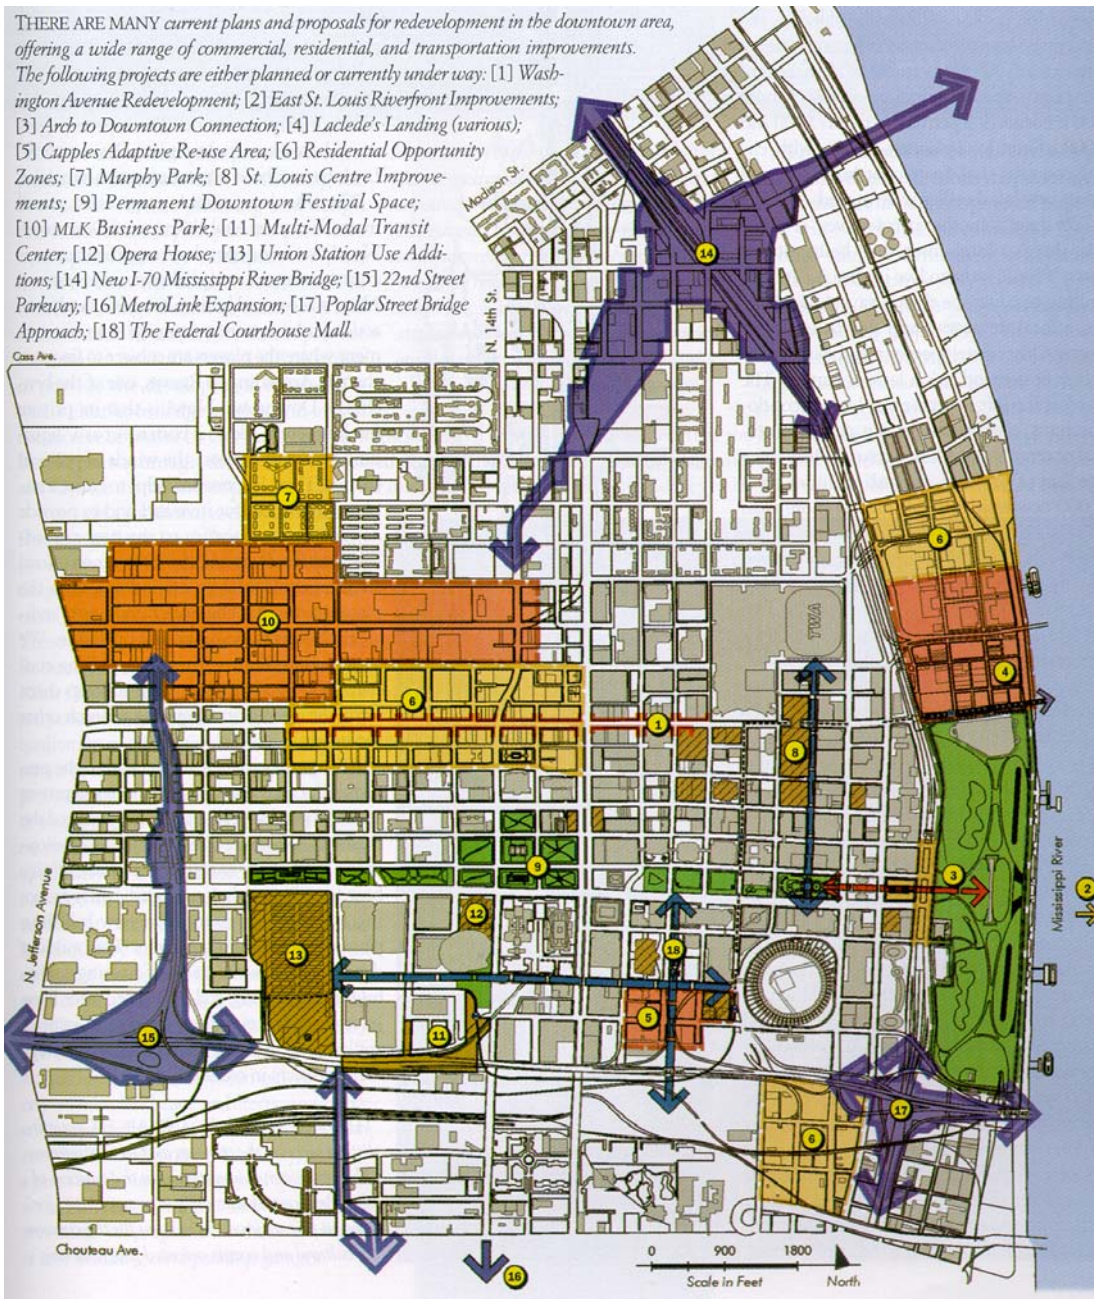 THERE ARE MANY current plans and proposals for redevelopment in the downtown area,
offering a wide range of commercial, residential, and transportation improvements.
The following projects are either planned or currently under way: [1] Wash-
ington Avenue Redevelopment; [2] East St. Louis Riverfront Improvements;
[3] Arch to Downtown Connection; [4] Laclede's Landing (various);
[5] Cupples Adaptive Re-use Area; [6] Residential Opportunity
Zones; [7] Murphy Park; [8] St. Louis Centre Improve-
ments; [9] Permanent Downtown Festival Space;
[10] MLK Business Park; [11] Multi-Modal Transit
Center; [12] Opera House; [13] Union Station Use Addi-
tions; [14] New I-70 Mississippi River Bridge; [15] 22nd Street
Parkway; [16] MetroLink Expansion; [17] Poplar Street Bridge
Approach; [18] The Federal Courthouse Mall.
Madison St.
14
N. 14th St.
Cass Ave.
7
6
10
TWA
4
6
1
8
9
3
2
Mississippi River
N. Jefferson Avenue
12
13
18
5
11
15
17
6
Chouteau Ave.
16
0 900 1800
Scale in Feet
North